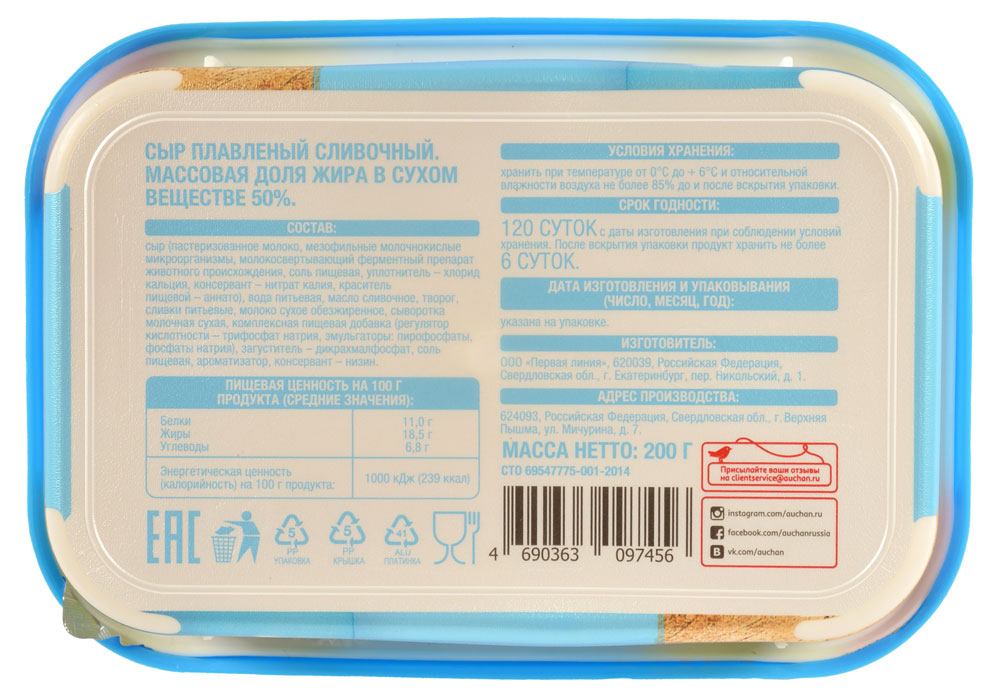 СЫР ПЛАВЛЕНЫЙ СЛИВОЧНЫЙ.
МАССОВАЯ ДОЛЯ ЖИРА В СУХОМ
ВЕЩЕСТВЕ 50%.
СОСТАВ:
сыр (пастеризованное молоко, мезофильные молочнокислые
микроорганизмы, молокосвертывающий ферментный препарат
животного происхождения, соль пищевая, уплотнитель – хлорид
кальция, консервант – нитрат калия, краситель
пищевой – аннато), вода питьевая, масло сливочное, творог,
сливки питьевые, молоко сухое обезжиренное, сыворотка
молочная сухая, комплексная пищевая добавка (регулятор
кислотности – трифосфат натрия, эмульгаторы: пирофосфаты,
фосфаты натрия), загуститель – дикрахмалфосфат, соль
пищевая, ароматизатор, консервант – низин.
ПИЩЕВАЯ ЦЕННОСТЬ НА 100 Г
ПРОДУКТА (СРЕДНИЕ ЗНАЧЕНИЯ):
Белки 11,0 г
Жиры 18,5 г
Углеводы 6,8 г
Энергетическая ценность
(калорийность) на 100 г продукта: 1000 кДж (239 ккал)
EAC
5 PP УПАКОВКА
5 PP КРЫШКА
41 ALU ПЛАТИНКА
УСЛОВИЯ ХРАНЕНИЯ:
хранить при температуре от 0°С до + 6°С и относительной
влажности воздуха не более 85% до и после вскрытия упаковки.
СРОК ГОДНОСТИ:
120 СУТОК с даты изготовления при соблюдении условий
хранения. После вскрытия упаковки продукт хранить не более
6 СУТОК.
ДАТА ИЗГОТОВЛЕНИЯ И УПАКОВЫВАНИЯ
(ЧИСЛО, МЕСЯЦ, ГОД):
указана на упаковке.
ИЗГОТОВИТЕЛЬ:
ООО «Первая линия», 620039, Российская Федерация,
Свердловская обл., г. Екатеринбург, пер. Никольский, д. 1.
АДРЕС ПРОИЗВОДСТВА:
624093, Российская Федерация, Свердловская обл., г. Верхняя
Пышма, ул. Мичурина, д. 7.
МАССА НЕТТО: 200 Г
СТО 69547775-001-2014
4 690363 097456
Присылайте ваши отзывы
на clientservice@auchan.ru
instagram.com/auchan.ru
facebook.com/auchanrussia
vk.com/auchan